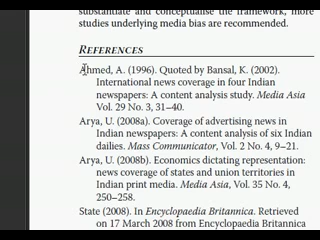 substantiate and conceptualise the framework, more
studies underlying media bias are recommended.
REFERENCES
Ahmed, A. (1996). Quoted by Bansal, K. (2002).
International news coverage in four Indian
newspapers: A content analysis study. Media Asia
Vol. 29 No. 3, 31–40.
Arya, U. (2008a). Coverage of advertising news in
Indian newspapers: A content analysis of six Indian
dailies. Mass Communicator, Vol. 2 No. 4, 9–21.
Arya, U. (2008b). Economics dictating representation:
news coverage of states and union territories in
Indian print media. Media Asia, Vol. 35 No. 4,
250–258.
State (2008). In Encyclopaedia Britannica. Retrieved
on 17 March 2008 from Encyclopaedia Britannica